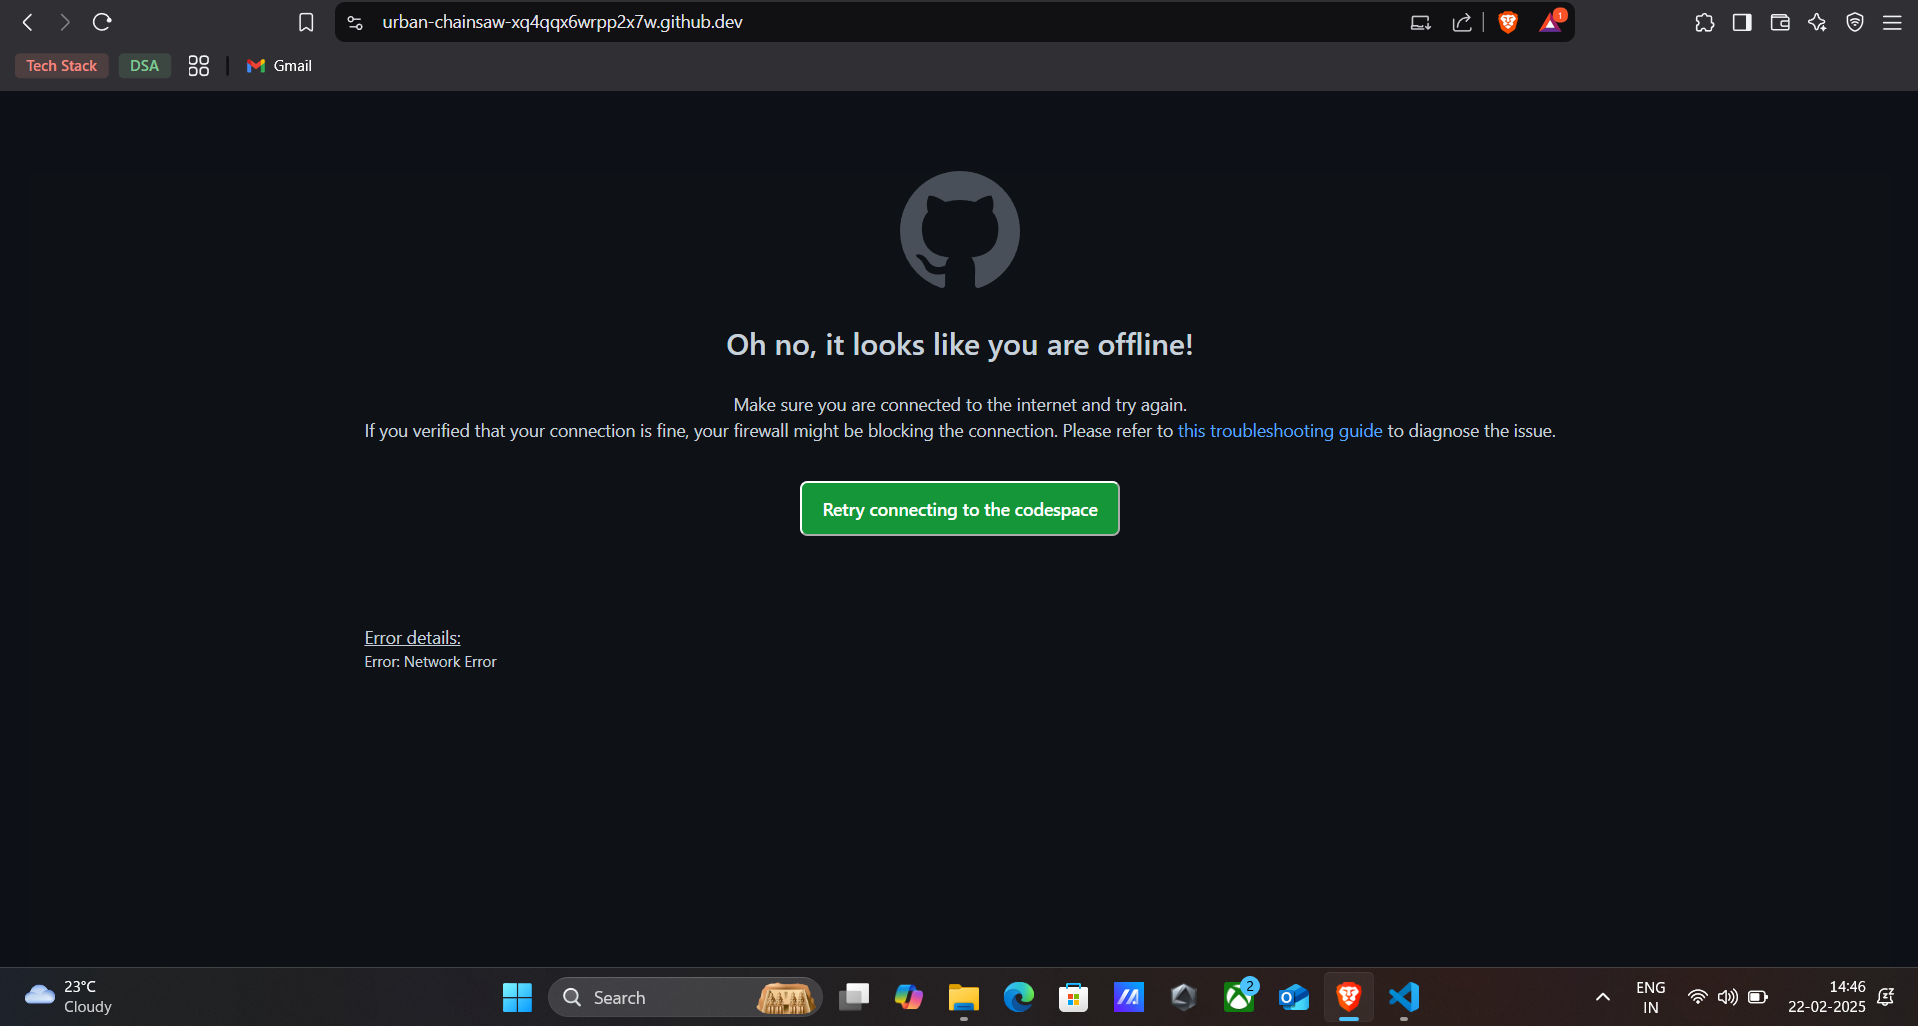 urban-chainsaw-xq4qqx6wrpp2x7w.github.dev
1
Tech Stack
DSA
Gmail
Oh no, it looks like you are offline!
Make sure you are connected to the internet and try again.
If you verified that your connection is fine, your firewall might be blocking the connection. Please refer to this troubleshooting guide to diagnose the issue.
Retry connecting to the codespace
Error details:
Error: Network Error
23°C
Cloudy
Search
2
ENG
IN
14:46
22-02-2025